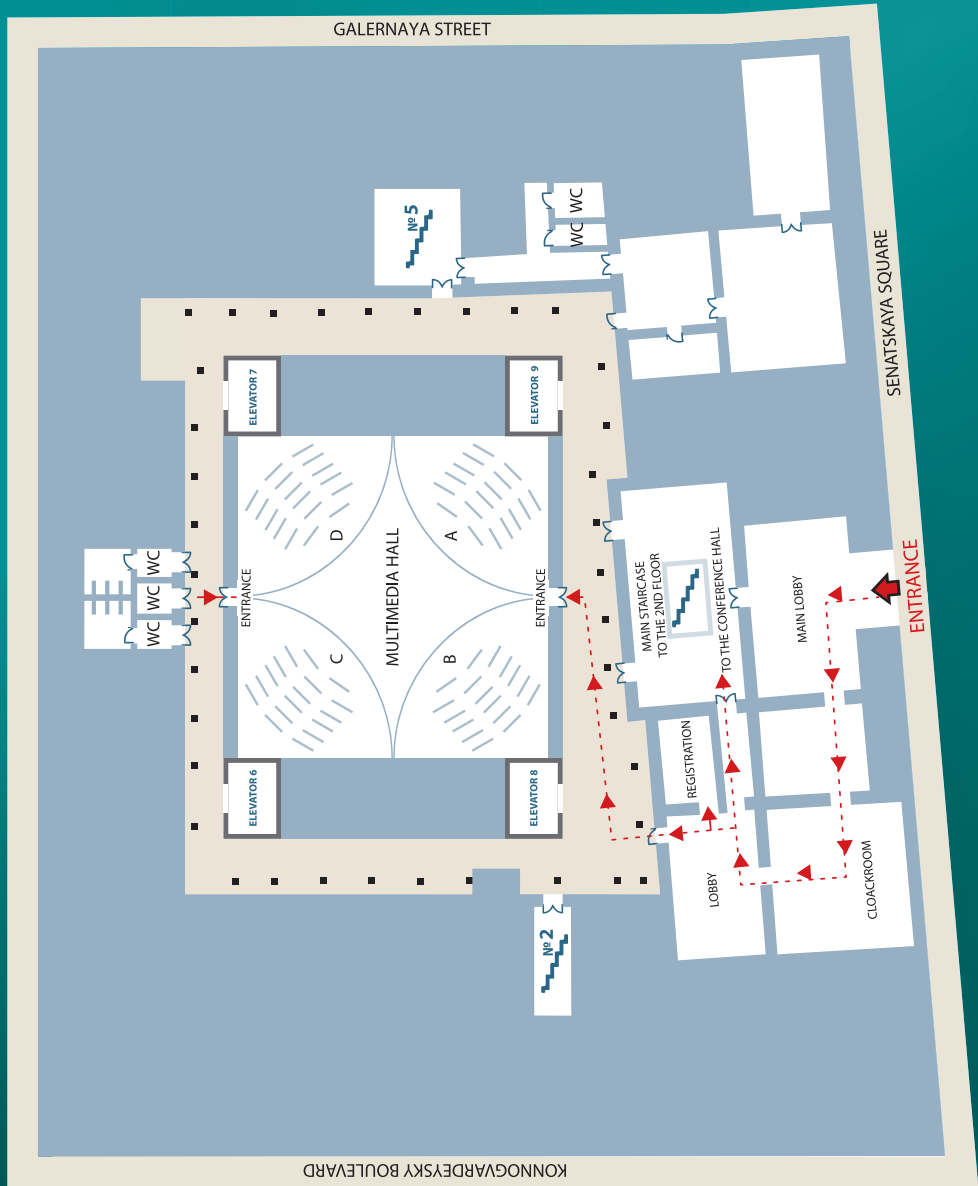 GALERNAYA STREET
SENATSKAYA SQUARE
№5
WC
WC
ELEVATOR 7
ELEVATOR 9
D
A
MULTIMEDIA HALL
C
B
ENTRANCE
ENTRANCE
WC
WC
WC
MAIN STAIRCASE
TO THE 2ND FLOOR
TO THE CONFERENCE HALL
MAIN LOBBY
ENTRANCE
REGISTRATION
ELEVATOR 6
ELEVATOR 8
LOBBY
CLOACKROOM
№2
KONNOGVARDEYSKY BOULEVARD